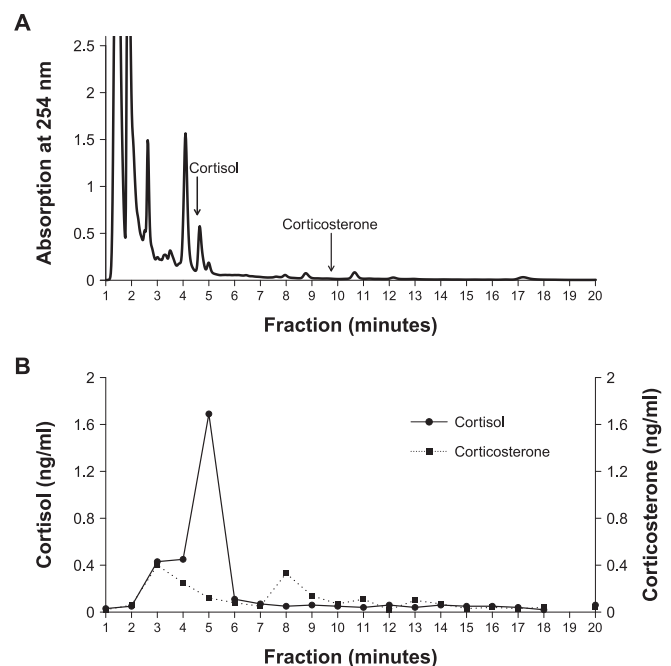 A
Absorption at 254 nm
2.5
2
1.5
1
0.5
0
Cortisol
Corticosterone
1 2 3 4 5 6 7 8 9 10 11 12 13 14 15 16 17 18 19 20
Fraction (minutes)
B
Cortisol (ng/ml)
2
1.6
1.2
0.8
0.4
0
Cortisol
Corticosterone
2
1.6
1.2
0.8
0.4
0
Corticosterone (ng/ml)
1 2 3 4 5 6 7 8 9 10 11 12 13 14 15 16 17 18 20
Fraction (minutes)